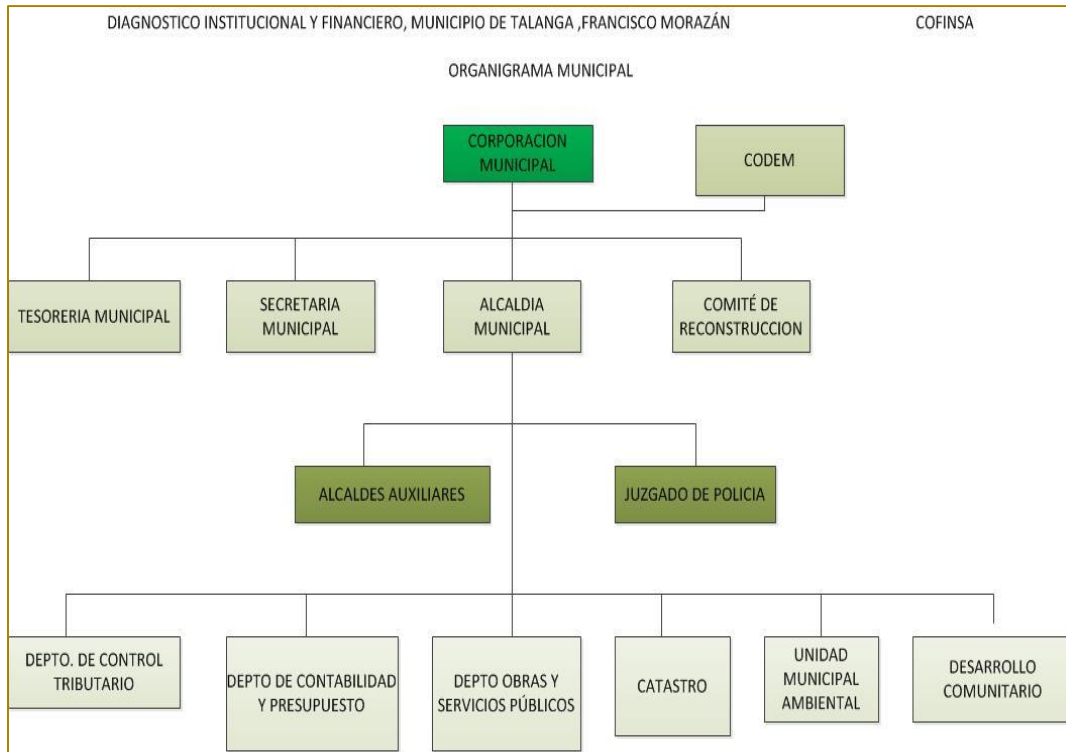 DIAGNOSTICO INSTITUCIONAL Y FINANCIERO, MUNICIPIO DE TALANGA ,FRANCISCO MORAZÁN COFINSA
ORGANIGRAMA MUNICIPAL
CORPORACION
MUNICIPAL
CODEM
TESORERIA MUNICIPAL
SECRETARIA
MUNICIPAL
ALCALDIA
MUNICIPAL
COMITÉ DE
RECONSTRUCCION
ALCALDES AUXILIARES
JUZGADO DE POLICIA
DEPTO. DE CONTROL
TRIBUTARIO
DEPTO DE CONTABILIDAD
Y PRESUPUESTO
DEPTO OBRAS Y
SERVICIOS PÚBLICOS
CATASTRO
UNIDAD
MUNICIPAL
AMBIENTAL
DESARROLLO
COMUNITARIO